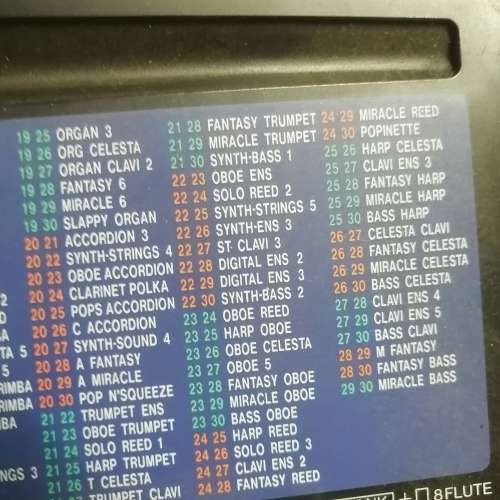 2
TA 5
5
RIMBA
RIMBA
NGS 3
19 25 ORGAN 3
19 26 ORG CELESTA
19 27 ORGAN CLAVI 2
19 28 FANTASY 6
19 29 MIRACLE 6
19 30 SLAPPY ORGAN
20 21 ACCORDION 3
20 22 SYNTH-STRINGS 4
20 23 OBOE ACCORDION
20 24 CLARINET POLKA
20 25 POPS ACCORDION
20 26 C ACCORDION
20 27 SYNTH-SOUND 4
20 28 A FANTASY
20 29 A MIRACLE
20 30 POP N'SQUEEZE
21 22 TRUMPET ENS
21 23 OBOE TRUMPET
21 24 SOLO REED 1
21 25 HARP TRUMPET
21 26 T CELESTA
27 TRUMPET CLAVI
21 28 FANTASY TRUMPET
21 29 MIRACLE TRUMPET
21 30 SYNTH-BASS 1
22 23 OBOE ENS
22 24 SOLO REED 2
22 25 SYNTH-STRINGS 5
22 26 SYNTH-ENS 3
22 27 ST. CLAVI 3
22 28 DIGITAL ENS 2
22 29 DIGITAL ENS 3
22 30 SYNTH-BASS 2
23 24 OBOE REED
23 25 HARP OBOE
23 26 OBOE CELESTA
23 27 OBOE 5
23 28 FANTASY OBOE
23 29 MIRACLE OBOE
23 30 BASS OBOE
24 25 HARP REED
24 26 SOLO REED 3
24 27 CLAVI ENS 2
24 28 FANTASY REED
24 29 MIRACLE REED
24 30 POPINETTE
25 26 HARP CELESTA
25 27 CLAVI ENS 3
25 28 FANTASY HARP
25 29 MIRACLE HARP
25 30 BASS HARP
26 27 CELESTA CLAVI
26 28 FANTASY CELESTA
26 29 MIRACLE CELESTA
26 30 BASS CELESTA
27 28 CLAVI ENS 4
27 29 CLAVI ENS 5
27 30 BASS CLAVI
28 29 M FANTASY
28 30 FANTASY BASS
29 30 MIRACLE BASS
+ 8 FLUTE